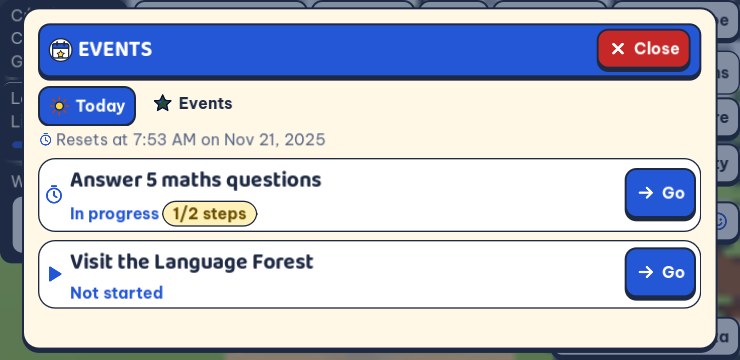 EVENTS
Close
Today
Events
Resets at 7:53 AM on Nov 21, 2025
Answer 5 maths questions
In progress 1/2 steps
Go
Visit the Language Forest
Not started
Go